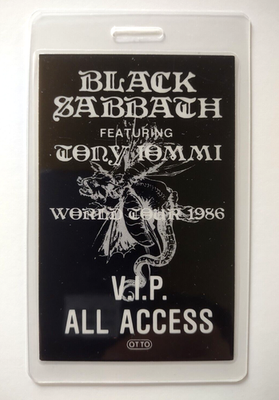 BLACK
SABBATH
FEATURING
TONY IOMMI
WORLD TOUR 1986
V.I.P.
ALL ACCESS
OTTO